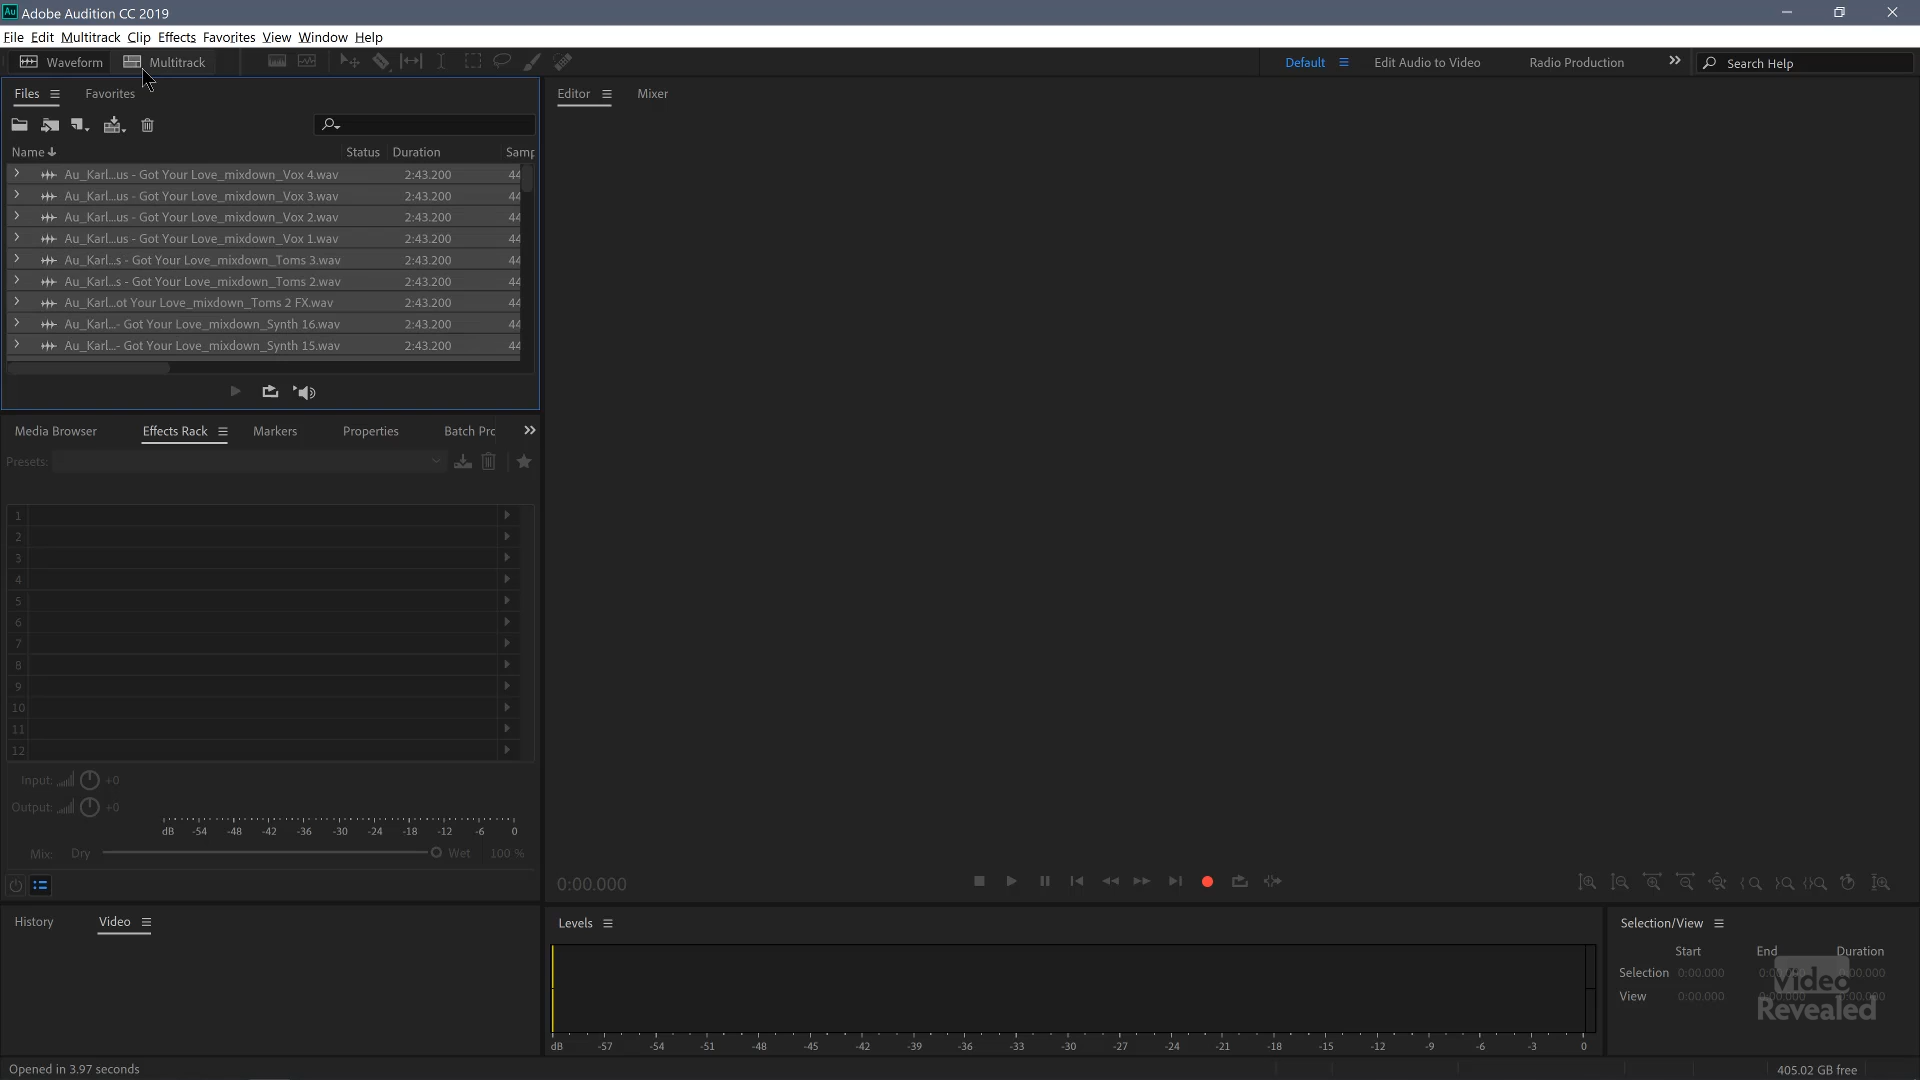 Adobe Audition CC 2019
File Edit Multitrack Clip Effects Favorites View Window Help
Waveform Multitrack Default Edit Audio to Video Radio Production Search Help
Files Favorites
Name Status Duration Samp
Au_Karl...us - Got Your Love_mixdown_Vox 4.wav 2:43.200 44
Au_Karl...us - Got Your Love_mixdown_Vox 3.wav 2:43.200 44
Au_Karl...us - Got Your Love_mixdown_Vox 2.wav 2:43.200 44
Au_Karl...us - Got Your Love_mixdown_Vox 1.wav 2:43.200 44
Au_Karl...s - Got Your Love_mixdown_Toms 3.wav 2:43.200 44
Au_Karl...s - Got Your Love_mixdown_Toms 2.wav 2:43.200 44
Au_Karl...ot Your Love_mixdown_Toms 2 FX.wav 2:43.200 44
Au_Karl...- Got Your Love_mixdown_Synth 16.wav 2:43.200 44
Au_Karl...- Got Your Love_mixdown_Synth 15.wav 2:43.200 44
Editor Mixer
Media Browser Effects Rack Markers Properties Batch Prc
Presets:
1
2
3
4
5
6
7
8
9
10
11
12
Input: +0
Output: +0
dB -54 -48 -42 -36 -30 -24 -18 -12 -6 0
Mix: Dry Wet 100 %
0:00.000
History Video
Levels
dB -57 -54 -51 -48 -45 -42 -39 -36 -33 -30 -27 -24 -21 -18 -15 -12 -9 -6 -3 0
Selection/View
Start End Duration
Selection 0:00.000 0:00.000 0:00.000
View 0:00.000 0:00.000 0:00.000
Video
Revealed
Opened in 3.97 seconds 405.02 GB free